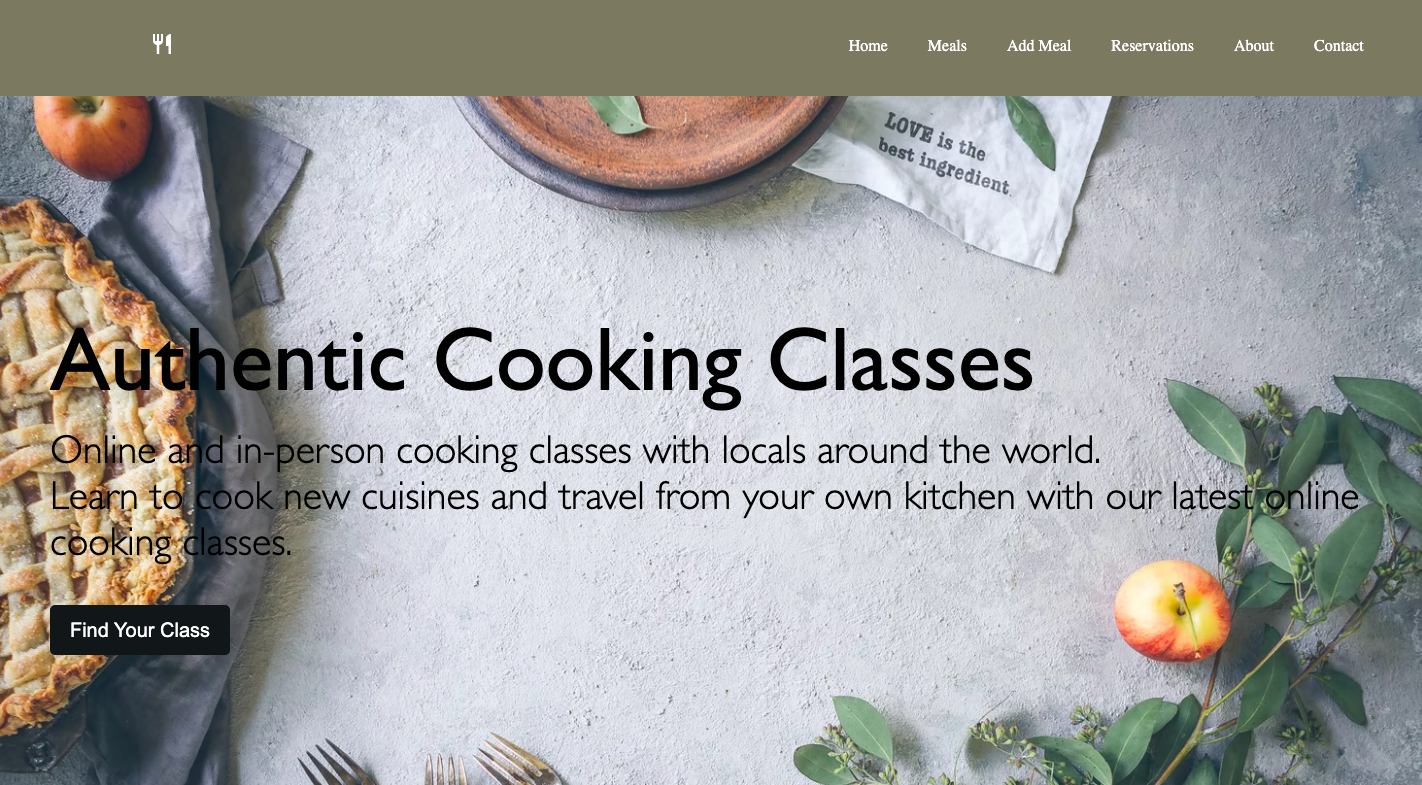 Home Meals Add Meal Reservations About Contact
LOVE is the
best ingredient
Authentic Cooking Classes
Online and in-person cooking classes with locals around the world.
Learn to cook new cuisines and travel from your own kitchen with our latest online
cooking classes.
Find Your Class